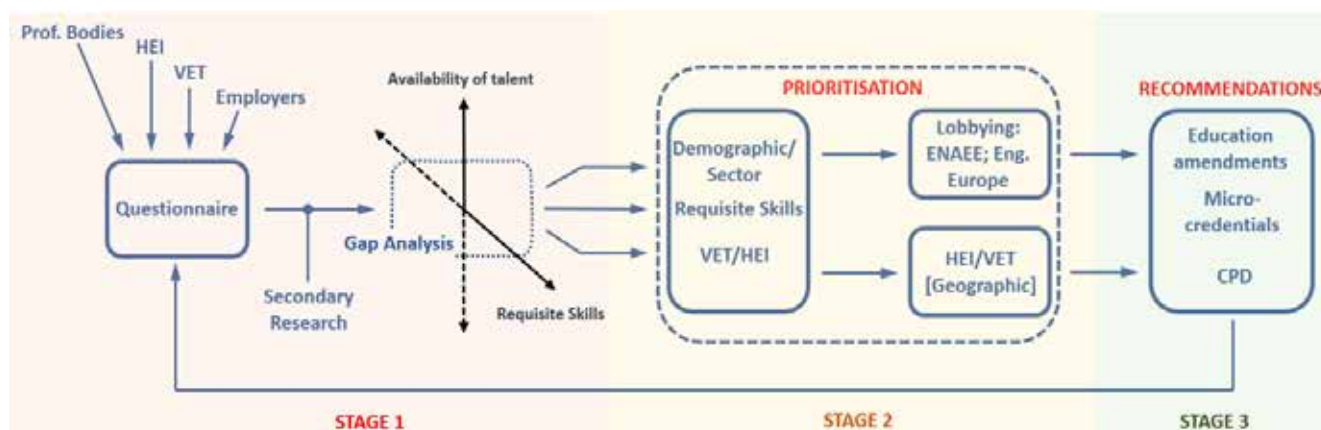 Prof. Bodies
HEI
VET
Employers
Questionnaire
Secondary
Research
Availability of talent
Gap Analysis
Requisite Skills
PRIORITISATION
Demographic/
Sector
Requisite Skills
VET/HEI
Lobbying:
ENAEE; Eng.
Europe
HEI/VET
[Geographic]
RECOMMENDATIONS
Education
amendments
Micro-
credentials
CPD
STAGE 1
STAGE 2
STAGE 3